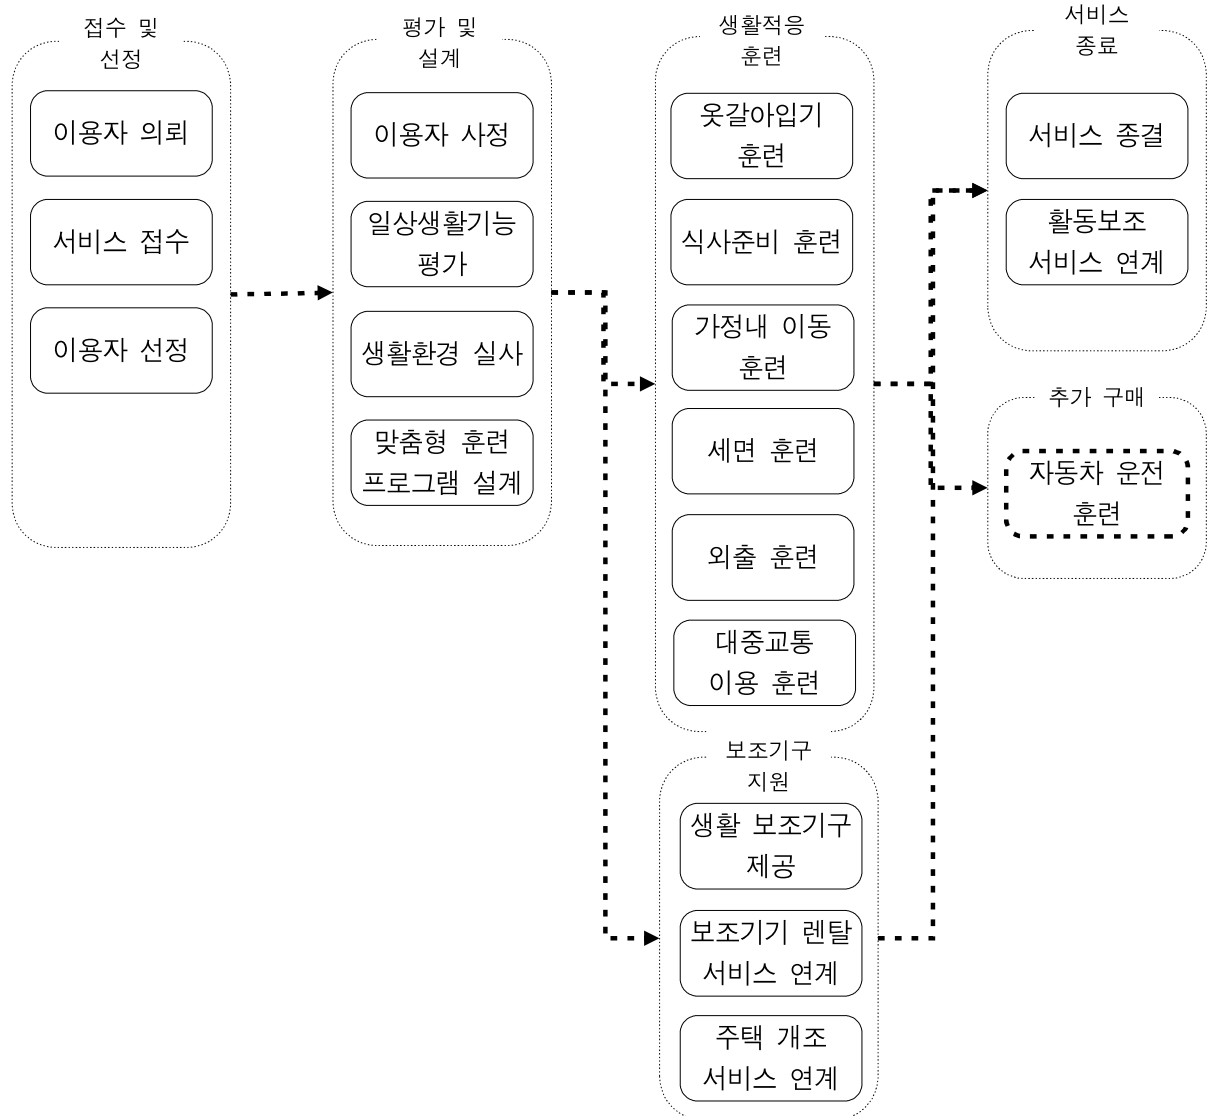 접수 및
선정
이용자 의뢰
서비스 접수
이용자 선정
평가 및
설계
이용자 사정
일상생활기능
평가
생활환경 실사
맞춤형 훈련
프로그램 설계
생활적응
훈련
옷갈아입기
훈련
식사준비 훈련
가정내 이동
훈련
세면 훈련
외출 훈련
대중교통
이용 훈련
보조기구
지원
생활 보조기구
제공
보조기기 렌탈
서비스 연계
주택 개조
서비스 연계
서비스
종료
서비스 종결
활동보조
서비스 연계
추가 구매
자동차 운전
훈련